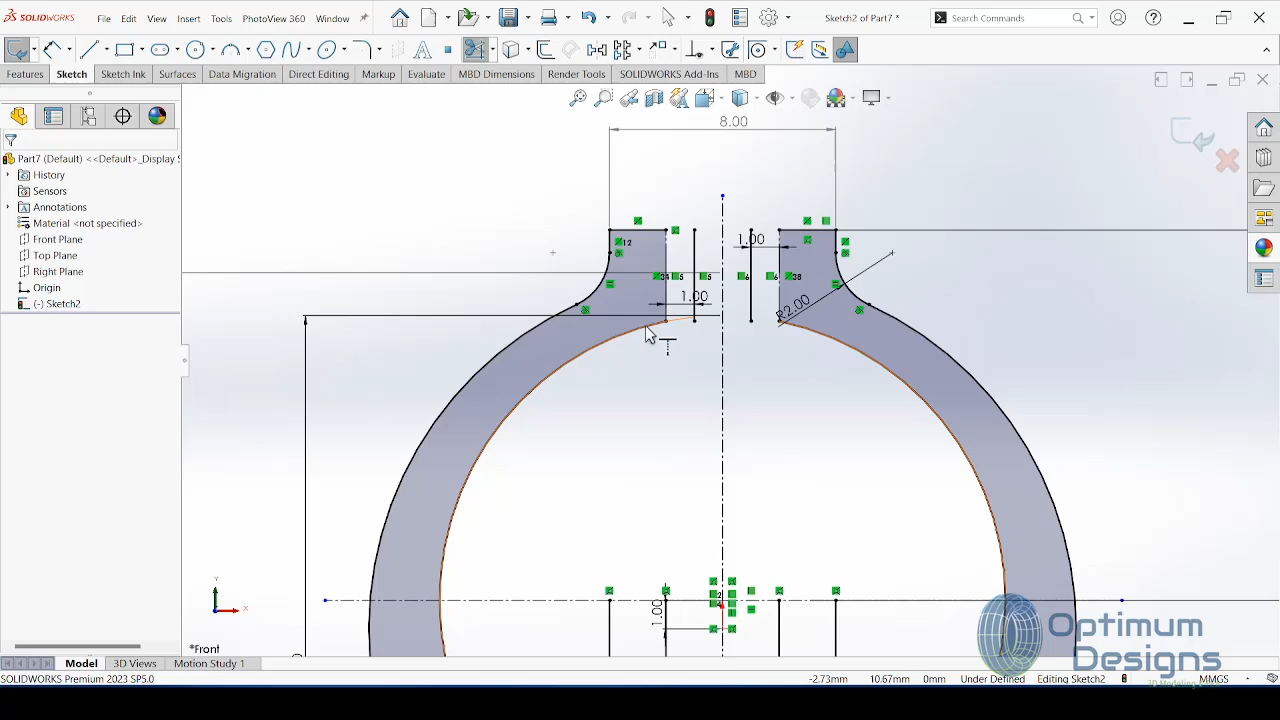 File Edit View Insert Tools PhotoView 360 Window Sketch2 of Part7 * Search Commands
Features Sketch Sketch Ink Surfaces Data Migration Direct Editing Markup Evaluate MBD Dimensions Render Tools SOLIDWORKS Add-Ins MBD
Part7 (Default) <<Default>_Display S
History
Sensors
Annotations
Material <not specified>
Front Plane
Top Plane
Right Plane
Origin
(-) Sketch2
8.00
1.00
1.00
R2.00
1.00
Y
X
*Front
Optimum
Designs
Model 3D Views Motion Study 1
SOLIDWORKS Premium 2023 SP5.0 -2.73mm 10.67mm 0mm Under Defined Editing Sketch2 MMGS